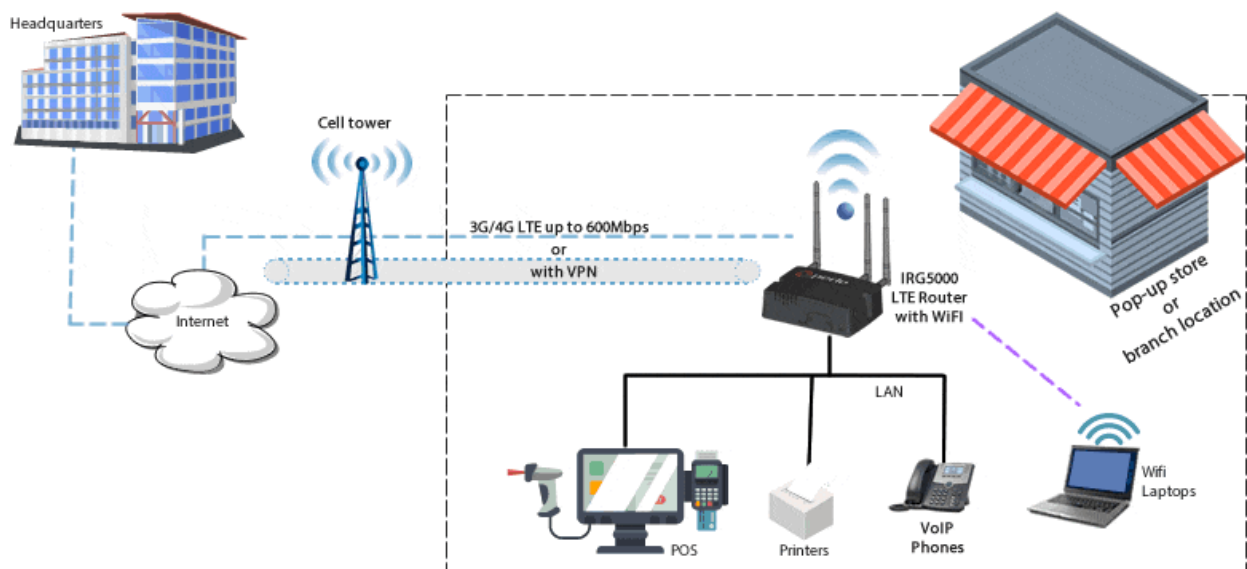 Headquarters
Cell tower
3G/4G LTE up to 600Mbps
or
with VPN
Internet
perle
IRG5000
LTE Router
with WiFI
Pop-up store
or
branch location
LAN
POS
Printers
VoIP
Phones
Wifi
Laptops